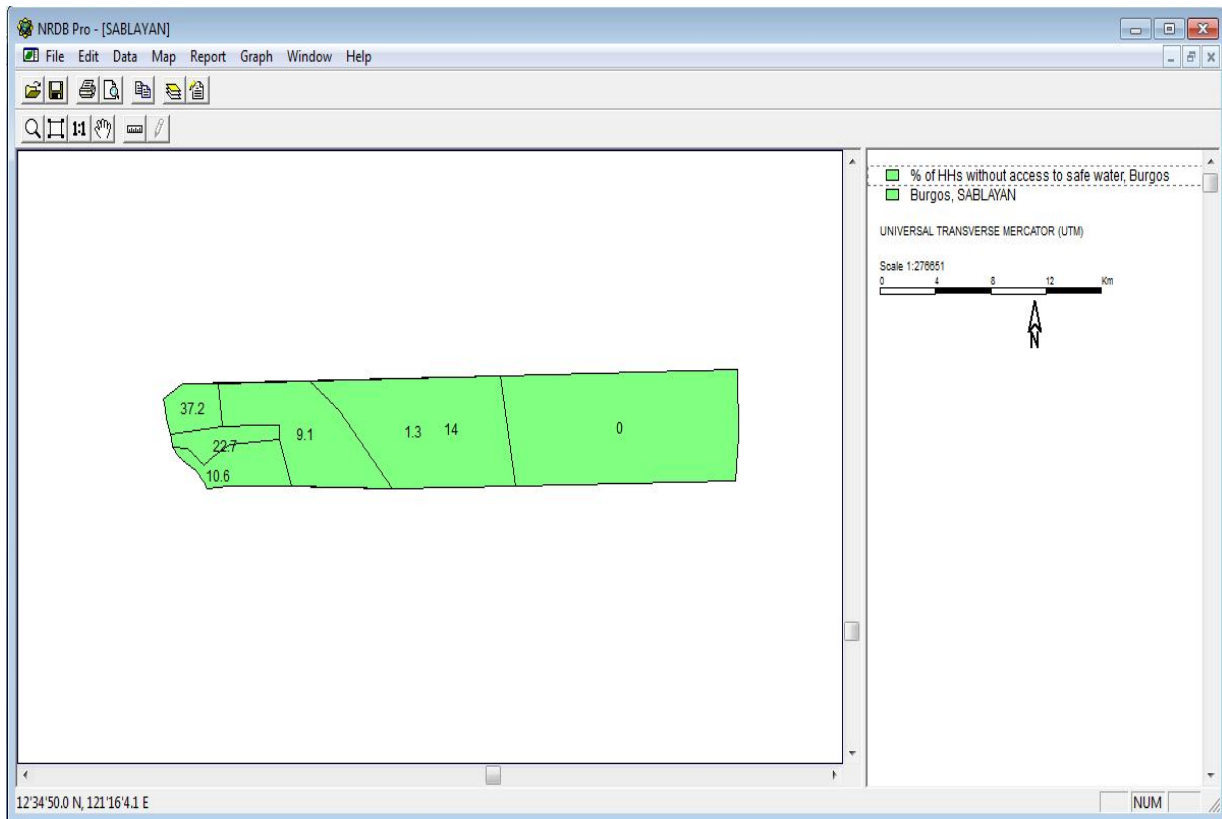 NRDB Pro - [SABLAYAN]
File Edit Data Map Report Graph Window Help
1:1
% of HHs without access to safe water, Burgos
Burgos, SABLAYAN
UNIVERSAL TRANSVERSE MERCATOR (UTM)
Scale 1:276651
0 4 8 12 Km
N
37.2
22.7
9.1
10.6
1.3 14
0
12°34'50.0 N, 121°16'4.1 E
NUM